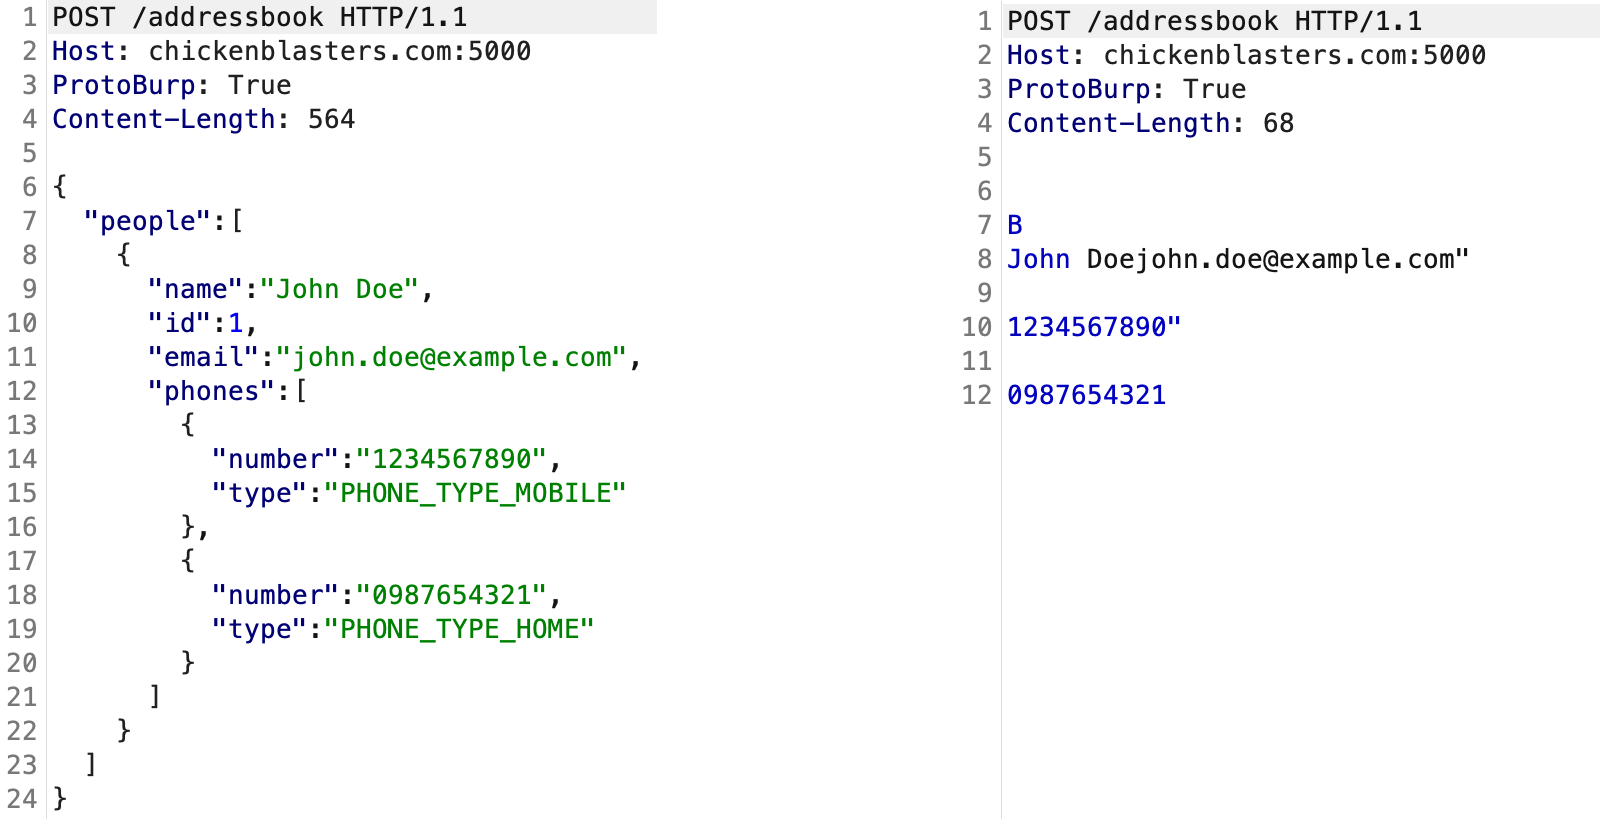 1 POST /addressbook HTTP/1.1
2 Host: chickenblasters.com:5000
3 ProtoBurp: True
4 Content-Length: 564
5
6 {
7 "people":[
8 {
9 "name":"John Doe",
10 "id":1,
11 "email":"john.doe@example.com",
12 "phones":[
13 {
14 "number":"1234567890",
15 "type":"PHONE_TYPE_MOBILE"
16 },
17 {
18 "number":"0987654321",
19 "type":"PHONE_TYPE_HOME"
20 }
21 ]
22 }
23 ]
24 }
1 POST /addressbook HTTP/1.1
2 Host: chickenblasters.com:5000
3 ProtoBurp: True
4 Content-Length: 68
5
6
7 B
8 John Doejohn.doe@example.com"
9
10 1234567890"
11
12 0987654321